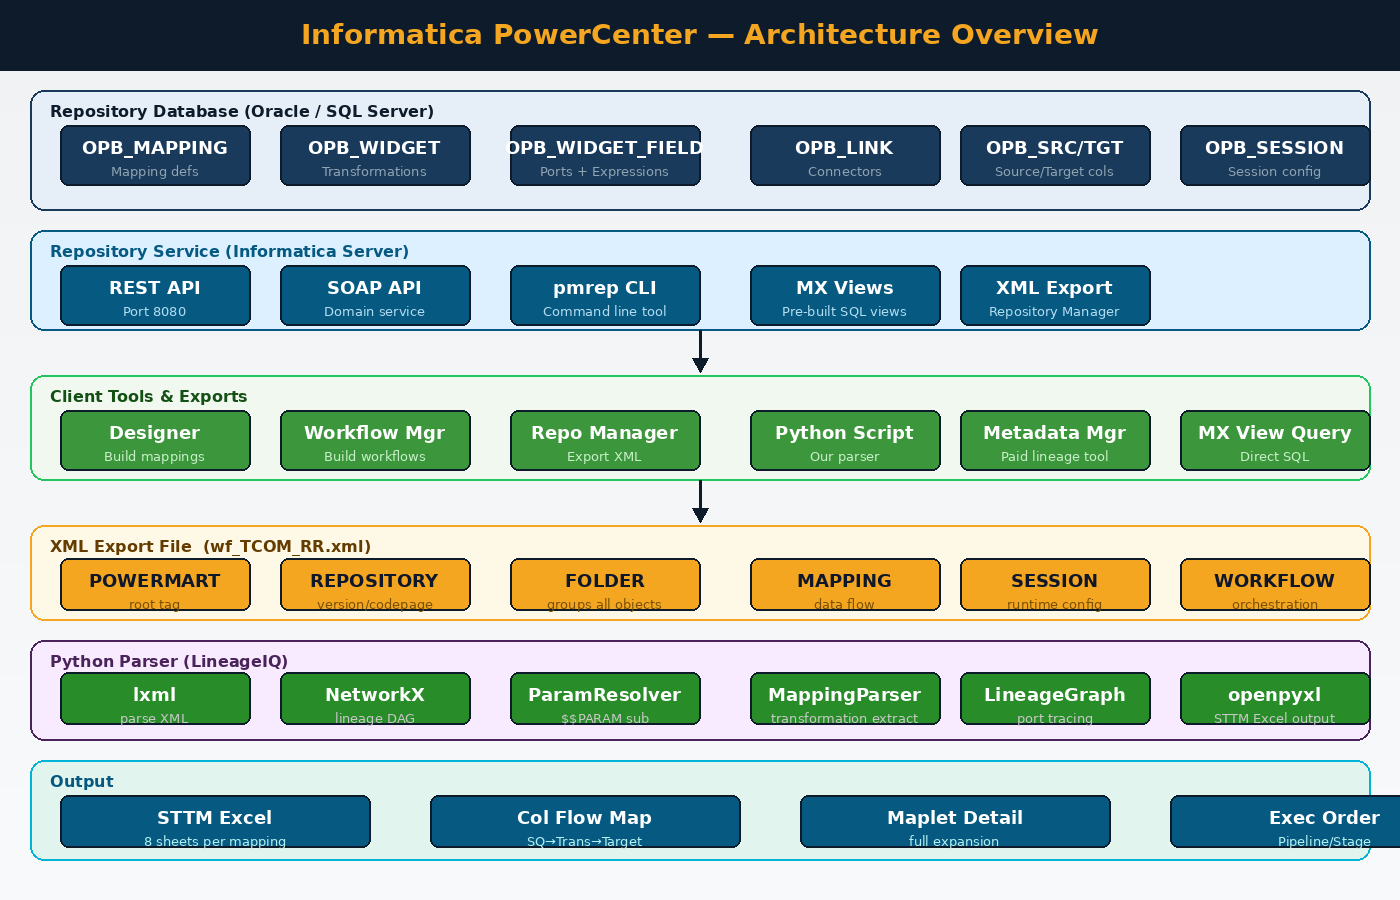 Informatica PowerCenter — Architecture Overview
Repository Database (Oracle / SQL Server)
OPB_MAPPING
Mapping defs
OPB_WIDGET
Transformations
OPB_WIDGET_FIELD
Ports + Expressions
OPB_LINK
Connectors
OPB_SRC/TGT
Source/Target cols
OPB_SESSION
Session config
Repository Service (Informatica Server)
REST API
Port 8080
SOAP API
Domain service
pmrep CLI
Command line tool
MX Views
Pre-built SQL views
XML Export
Repository Manager
Client Tools & Exports
Designer
Build mappings
Workflow Mgr
Build workflows
Repo Manager
Export XML
Python Script
Our parser
Metadata Mgr
Paid lineage tool
MX View Query
Direct SQL
XML Export File  (wf_TCOM_RR.xml)
POWERMART
root tag
REPOSITORY
version/codepage
FOLDER
groups all objects
MAPPING
data flow
SESSION
runtime config
WORKFLOW
orchestration
Python Parser (LineageIQ)
lxml
parse XML
NetworkX
lineage DAG
ParamResolver
$$PARAM sub
MappingParser
transformation extract
LineageGraph
port tracing
openpyxl
STTM Excel output
Output
STTM Excel
8 sheets per mapping
Col Flow Map
SQ→Trans→Target
Maplet Detail
full expansion
Exec Order
Pipeline/Stage